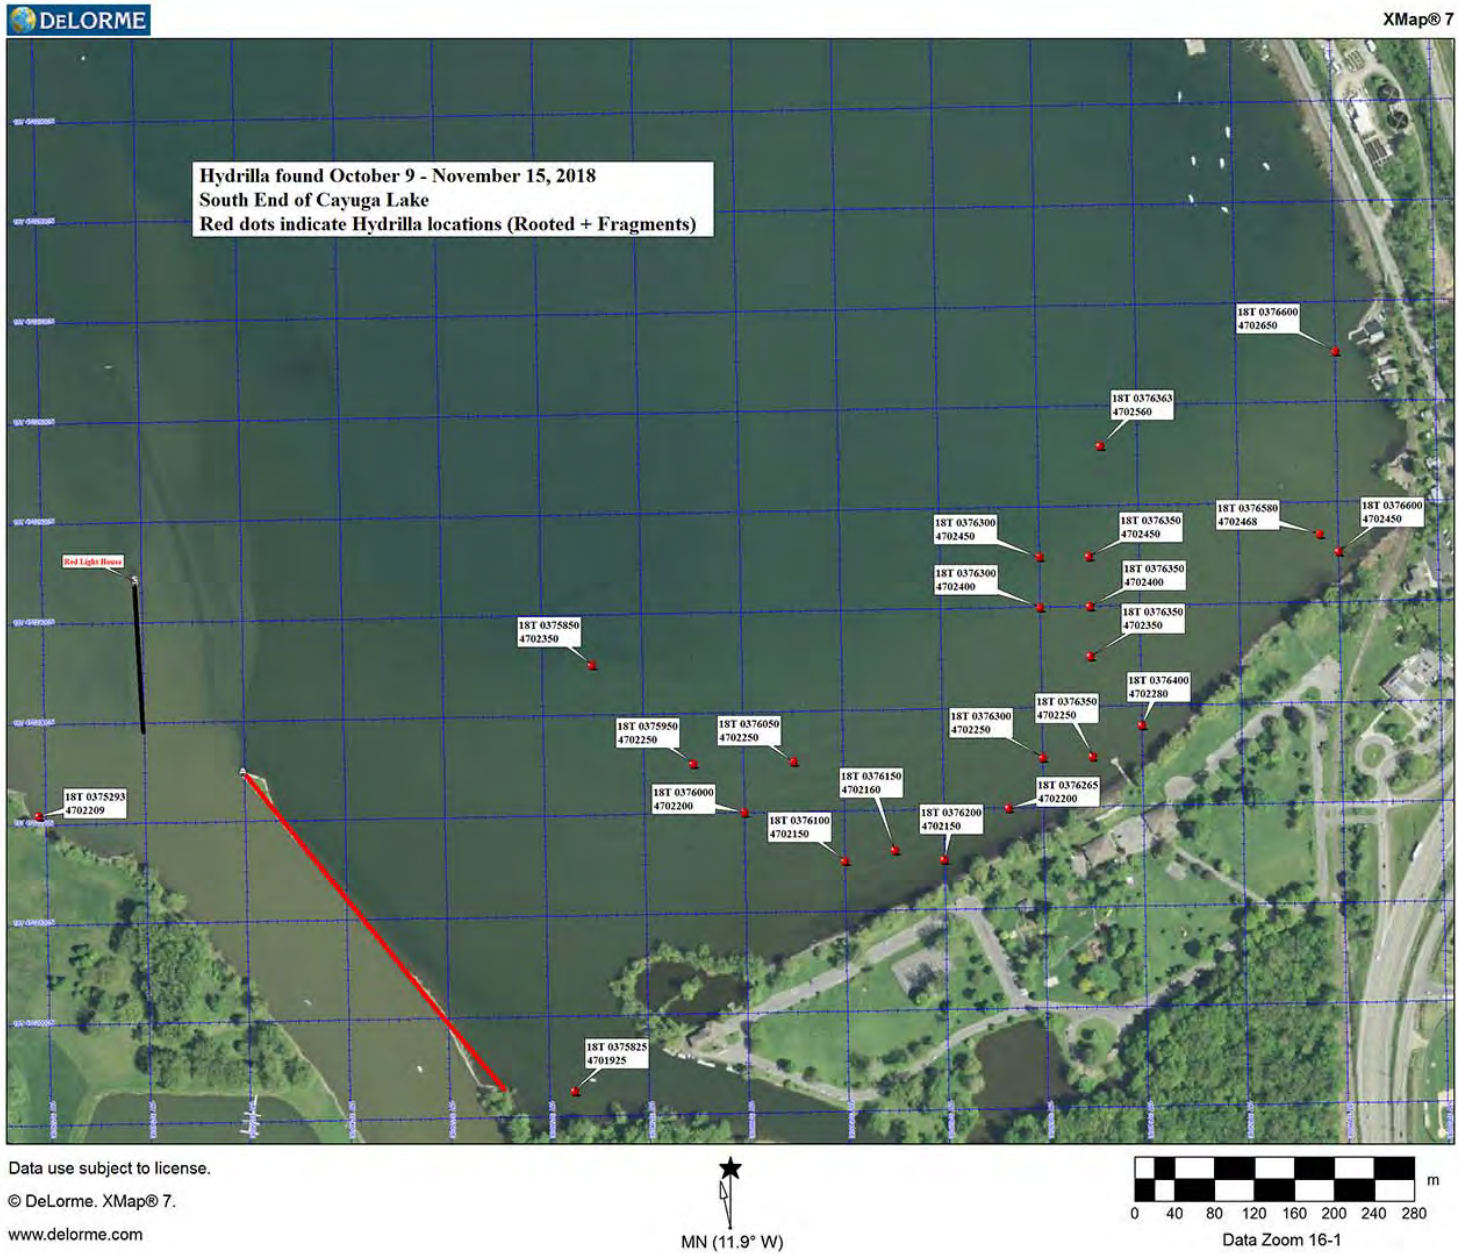 DELORME
XMap® 7
Hydrilla found October 9 - November 15, 2018
South End of Cayuga Lake
Red dots indicate Hydrilla locations (Rooted + Fragments)
18T 0376600
4702650
18T 0376363
4702560
18T 0376580
4702468
18T 0376600
4702450
18T 0376300
4702450
18T 0376350
4702450
Red Light House
18T 0376300
4702400
18T 0376350
4702400
18T 0375850
4702350
18T 0376350
4702350
18T 0376400
4702280
18T 0375950
4702250
18T 0376050
4702250
18T 0376300
4702250
18T 0376350
4702250
18T 0375293
4702209
18T 0376000
4702200
18T 0376150
4702160
18T 0376265
4702200
18T 0376100
4702150
18T 0376200
4702150
18T 0375825
4701925
Data use subject to license.
© DeLorme. XMap® 7.
www.delorme.com
MN (11.9° W)
m
0 40 80 120 160 200 240 280
Data Zoom 16-1